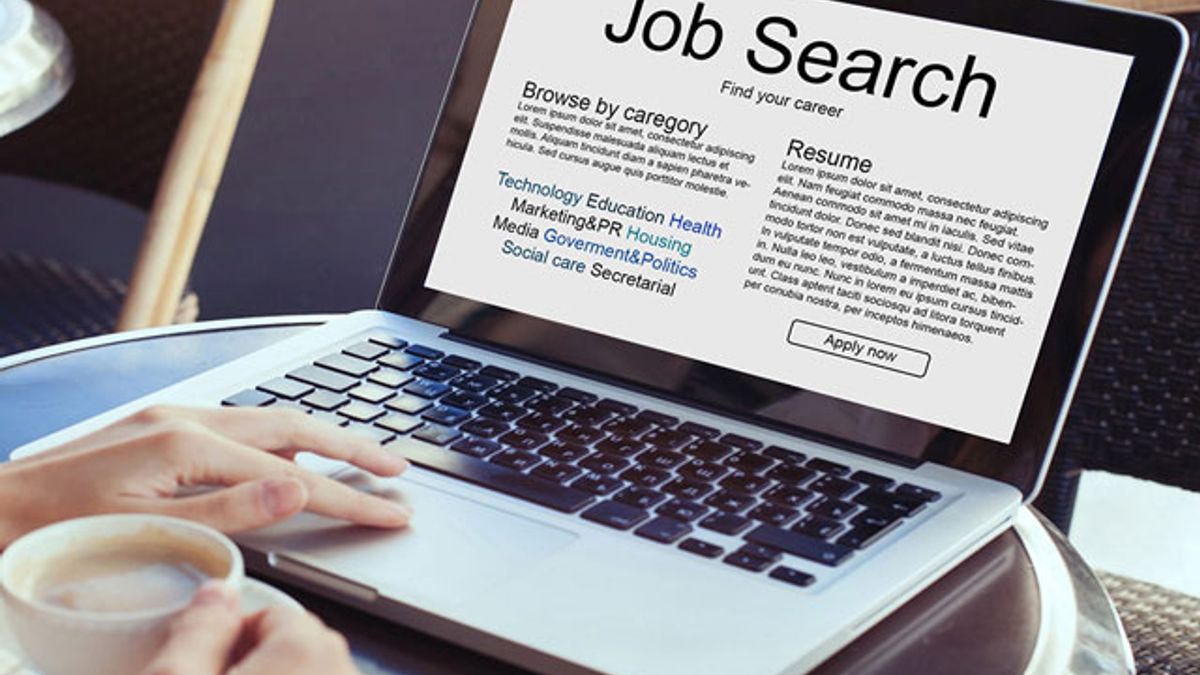 Job Search
Find your career
Browse by caregory
Lorem ipsum dolor sit amet, consectetur adipiscing
elit. Suspendisse malesuada aliquam lectus et
mollis. Aliquam tincidunt diam a sapien pharetra ve-
hicula. Sed cursus augue quis porttitor molestie.
Technology Education Health
Marketing&PR Housing
Media Goverment&Politics
Social care Secretarial
Resume
Lorem ipsum dolor sit amet, consectetur adipiscing
elit. Nam feugiat commodo massa nec feugiat.
Aenean commodo sit amet mi in iaculis. Sed vitae
tincidunt dolor. Donec sed blandit nisi. Donec com-
modo tortor non est vulputate, a luctus tellus finibus.
In vulputate tempor odio, a fermentum massa mattis
in. Nulla leo leo, vestibulum a imperdiet ac, biben-
dum eu nunc. Nunc in lorem eu ipsum cursus tincid-
unt. Class aptent taciti sociosqu ad litora torquent
per conubia nostra, per inceptos himenaeos.
Apply now